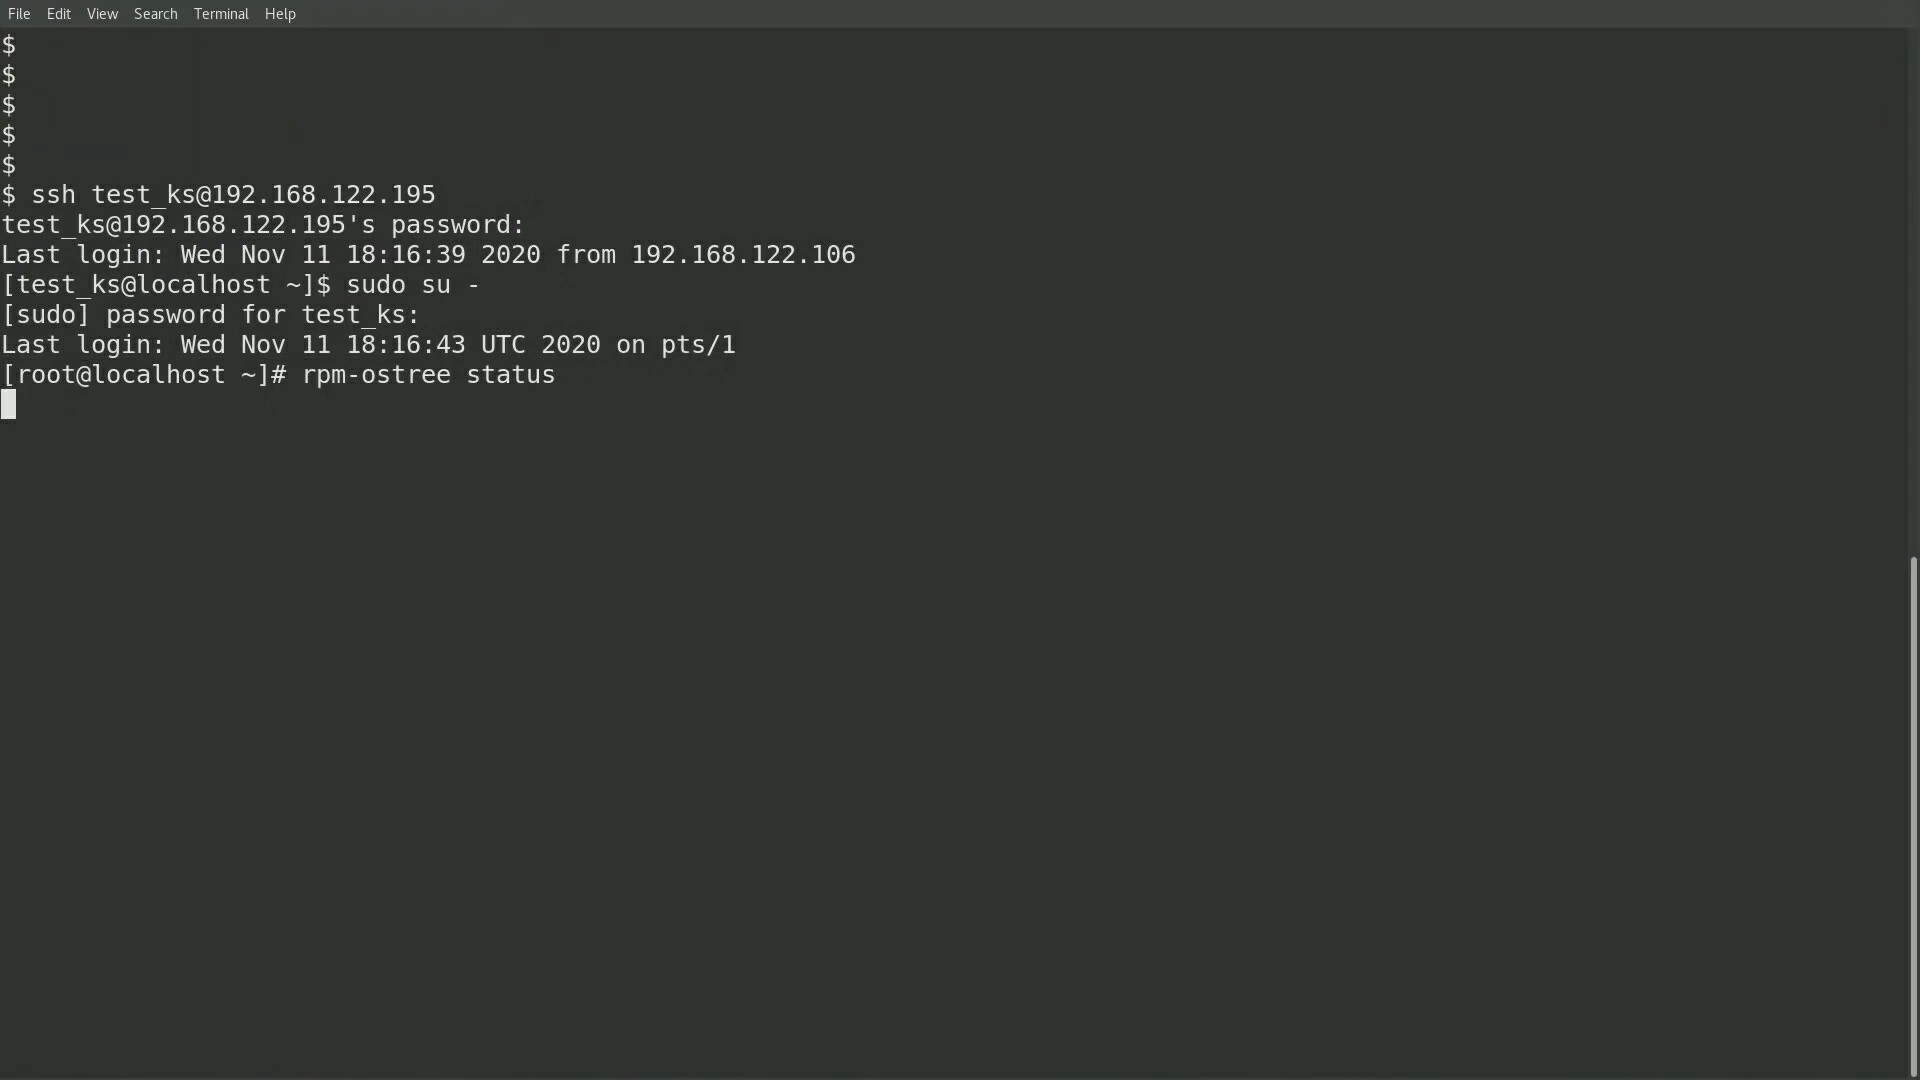 File Edit View Search Terminal Help
$
$
$
$
$
$ ssh test_ks@192.168.122.195
test_ks@192.168.122.195's password:
Last login: Wed Nov 11 18:16:39 2020 from 192.168.122.106
[test_ks@localhost ~]$ sudo su -
[sudo] password for test_ks:
Last login: Wed Nov 11 18:16:43 UTC 2020 on pts/1
[root@localhost ~]# rpm-ostree status